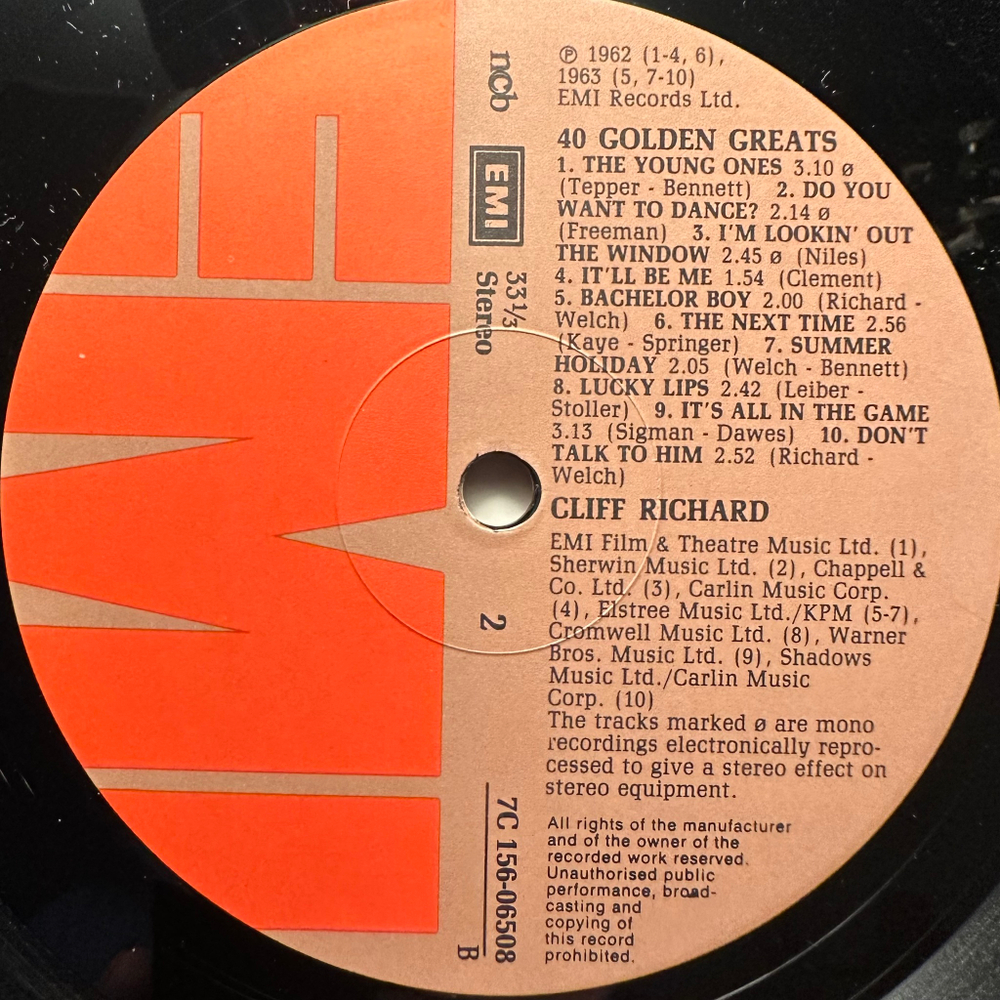 ℗ 1962 (1-4, 6),
1963 (5, 7-10)
EMI Records Ltd.
40 GOLDEN GREATS
1. THE YOUNG ONES 3.10 ø
(Tepper - Bennett) 2. DO YOU
WANT TO DANCE? 2.14 ø
(Freeman) 3. I'M LOOKIN' OUT
THE WINDOW 2.45 ø (Niles)
4. IT'LL BE ME 1.54 (Clement)
5. BACHELOR BOY 2.00 (Richard -
Welch) 6. THE NEXT TIME 2.56
(Kaye - Springer) 7. SUMMER
HOLIDAY 2.05 (Welch - Bennett)
8. LUCKY LIPS 2.42 (Leiber -
Stoller) 9. IT'S ALL IN THE GAME
3.13 (Sigman - Dawes) 10. DON'T
TALK TO HIM 2.52 (Richard -
Welch)
CLIFF RICHARD
EMI Film & Theatre Music Ltd. (1),
Sherwin Music Ltd. (2), Chappell &
Co. Ltd. (3), Carlin Music Corp.
(4), Elstree Music Ltd./KPM (5-7),
Cromwell Music Ltd. (8), Warner
Bros. Music Ltd. (9), Shadows
Music Ltd./Carlin Music
Corp. (10)
The tracks marked ø are mono
recordings electronically repro-
cessed to give a stereo effect on
stereo equipment.
All rights of the manufacturer
and of the owner of the
recorded work reserved.
Unauthorised public
performance, broad-
casting and
copying of
this record
prohibited.
ncb
EMI
33 1/3
Stereo
2
7C 156-06508
B
EMI